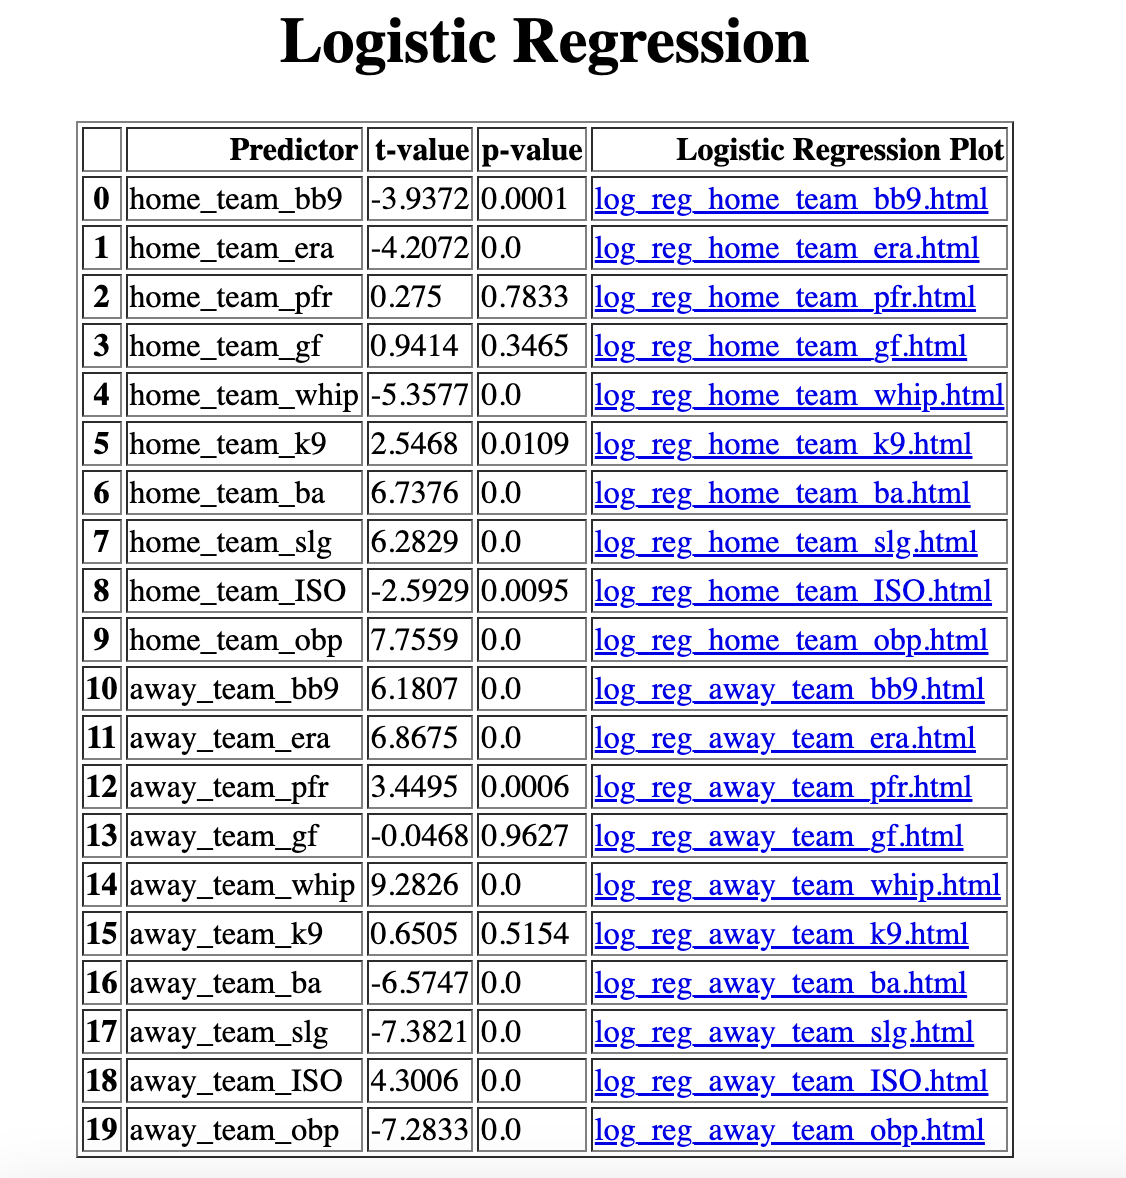 Logistic Regression
Predictor t-value p-value Logistic Regression Plot
0 home_team_bb9 -3.9372 0.0001 log_reg_home_team_bb9.html
1 home_team_era -4.2072 0.0 log_reg_home_team_era.html
2 home_team_pfr 0.275 0.7833 log_reg_home_team_pfr.html
3 home_team_gf 0.9414 0.3465 log_reg_home_team_gf.html
4 home_team_whip -5.3577 0.0 log_reg_home_team_whip.html
5 home_team_k9 2.5468 0.0109 log_reg_home_team_k9.html
6 home_team_ba 6.7376 0.0 log_reg_home_team_ba.html
7 home_team_slg 6.2829 0.0 log_reg_home_team_slg.html
8 home_team_ISO -2.5929 0.0095 log_reg_home_team_ISO.html
9 home_team_obp 7.7559 0.0 log_reg_home_team_obp.html
10 away_team_bb9 6.1807 0.0 log_reg_away_team_bb9.html
11 away_team_era 6.8675 0.0 log_reg_away_team_era.html
12 away_team_pfr 3.4495 0.0006 log_reg_away_team_pfr.html
13 away_team_gf -0.0468 0.9627 log_reg_away_team_gf.html
14 away_team_whip 9.2826 0.0 log_reg_away_team_whip.html
15 away_team_k9 0.6505 0.5154 log_reg_away_team_k9.html
16 away_team_ba -6.5747 0.0 log_reg_away_team_ba.html
17 away_team_slg -7.3821 0.0 log_reg_away_team_slg.html
18 away_team_ISO 4.3006 0.0 log_reg_away_team_ISO.html
19 away_team_obp -7.2833 0.0 log_reg_away_team_obp.html